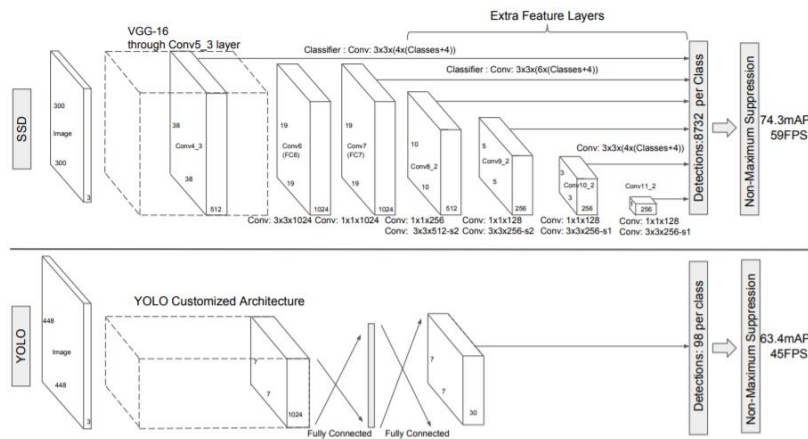 Extra Feature Layers
VGG-16
through Conv5_3 layer
Classifier : Conv: 3x3x(4x(Classes+4))
Classifier : Conv: 3x3x(6x(Classes+4))
SSD
300
Image
300
3
38
Conv4_3
38
512
19
Conv6
(FC6)
19
1024
19
Conv7
(FC7)
19
1024
10
Conv8_2
10
512
5
Conv9_2
5
256
Conv: 3x3x(4x(Classes+4))
3
Conv10_2
3
256
Conv11_2
256
Conv: 3x3x1024
Conv: 1x1x1024
Conv: 1x1x256
Conv: 3x3x512-s2
Conv: 1x1x128
Conv: 3x3x256-s2
Conv: 1x1x128
Conv: 3x3x256-s1
Conv: 1x1x128
Conv: 3x3x256-s1
Detections:8732 per Class
Non-Maximum Suppression
74.3mAP
59FPS
YOLO
YOLO Customized Architecture
448
Image
448
3
7
7
1024
Fully Connected
Fully Connected
7
7
30
Detections: 98 per class
Non-Maximum Suppression
63.4mAP
45FPS